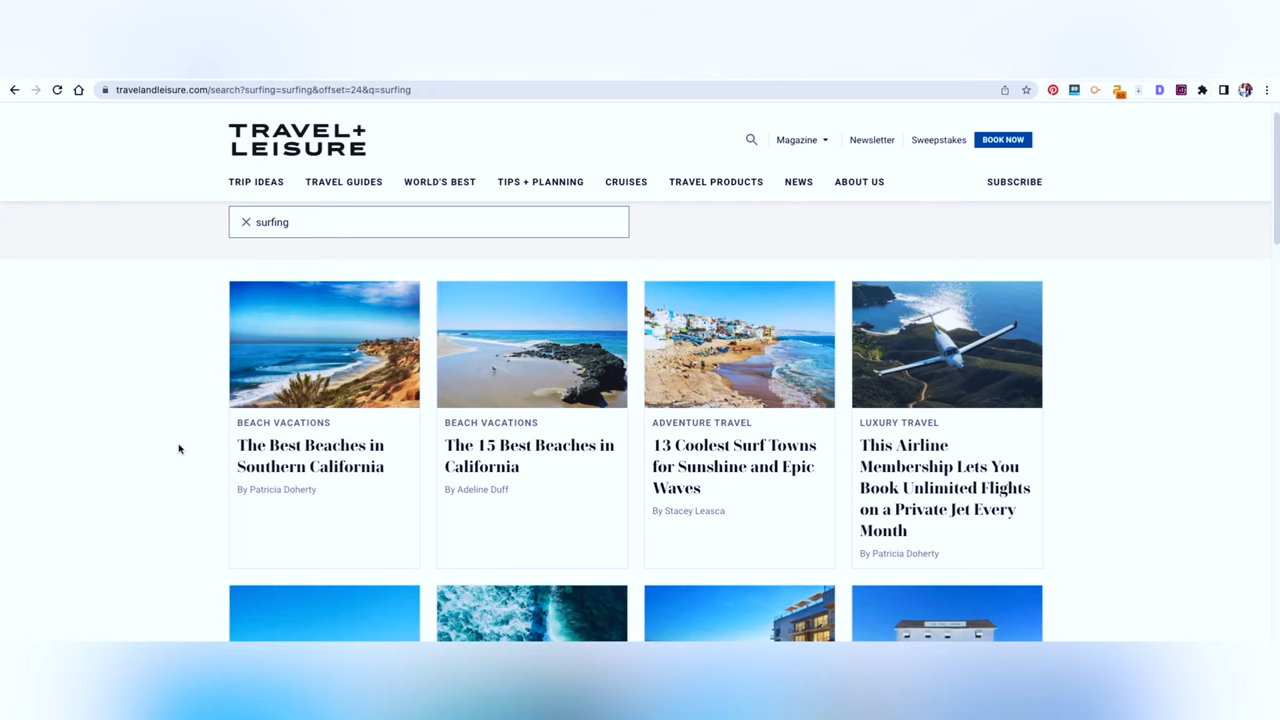 travelandleisure.com/search?surfing=surfing&offset=24&q=surfing
TRAVEL+
LEISURE
Magazine
Newsletter
Sweepstakes
BOOK NOW
TRIP IDEAS
TRAVEL GUIDES
WORLD'S BEST
TIPS + PLANNING
CRUISES
TRAVEL PRODUCTS
NEWS
ABOUT US
SUBSCRIBE
surfing
BEACH VACATIONS
The Best Beaches in
Southern California
By Patricia Doherty
BEACH VACATIONS
The 15 Best Beaches in
California
By Adeline Duff
ADVENTURE TRAVEL
13 Coolest Surf Towns
for Sunshine and Epic
Waves
By Stacey Leasca
LUXURY TRAVEL
This Airline
Membership Lets You
Book Unlimited Flights
on a Private Jet Every
Month
By Patricia Doherty